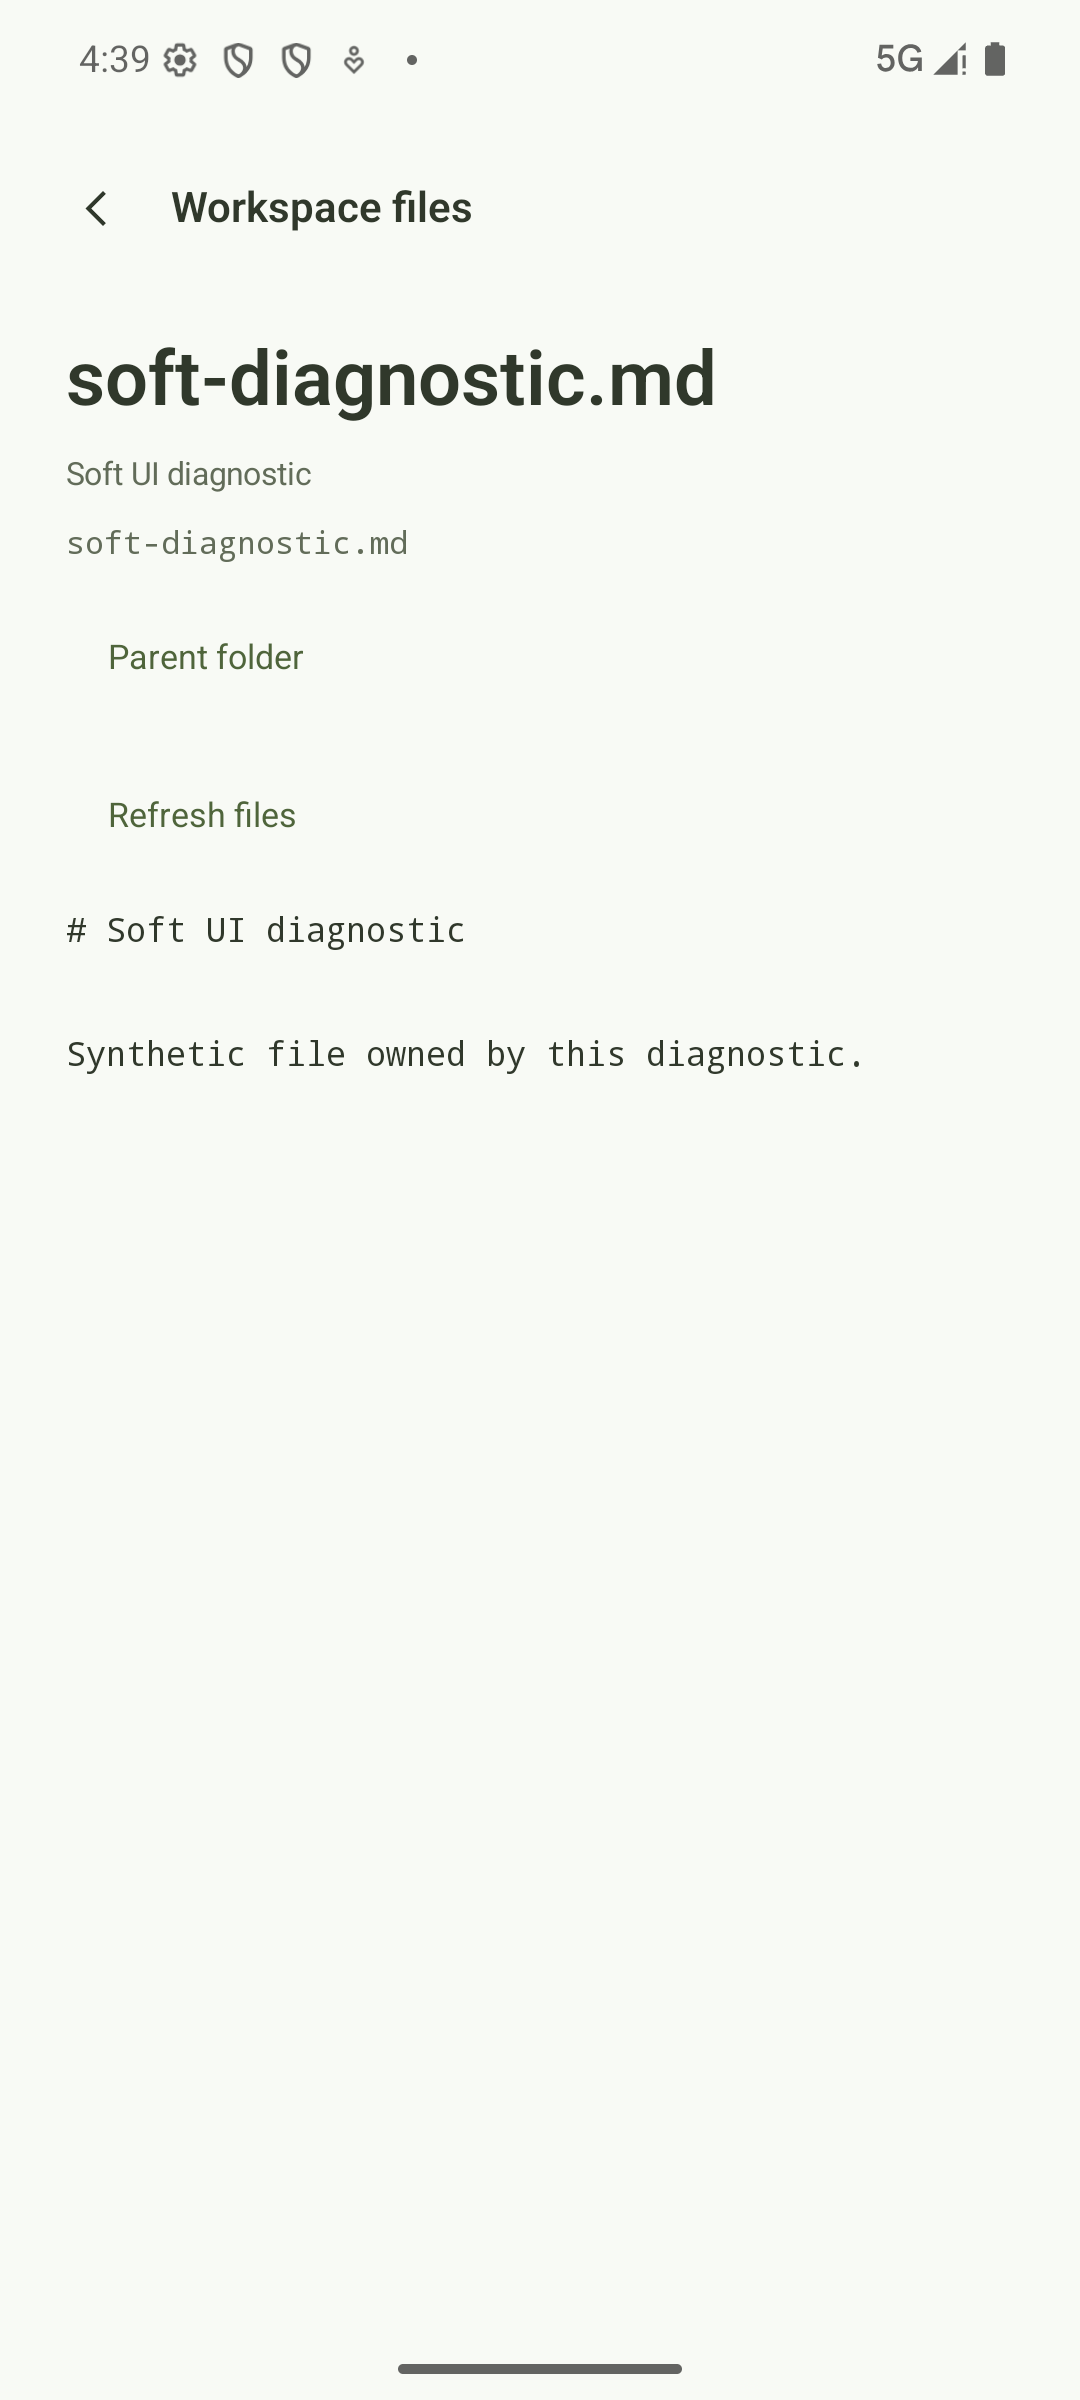 4:39
5G
Workspace files
soft-diagnostic.md
Soft UI diagnostic
soft-diagnostic.md
Parent folder
Refresh files
# Soft UI diagnostic
Synthetic file owned by this diagnostic.